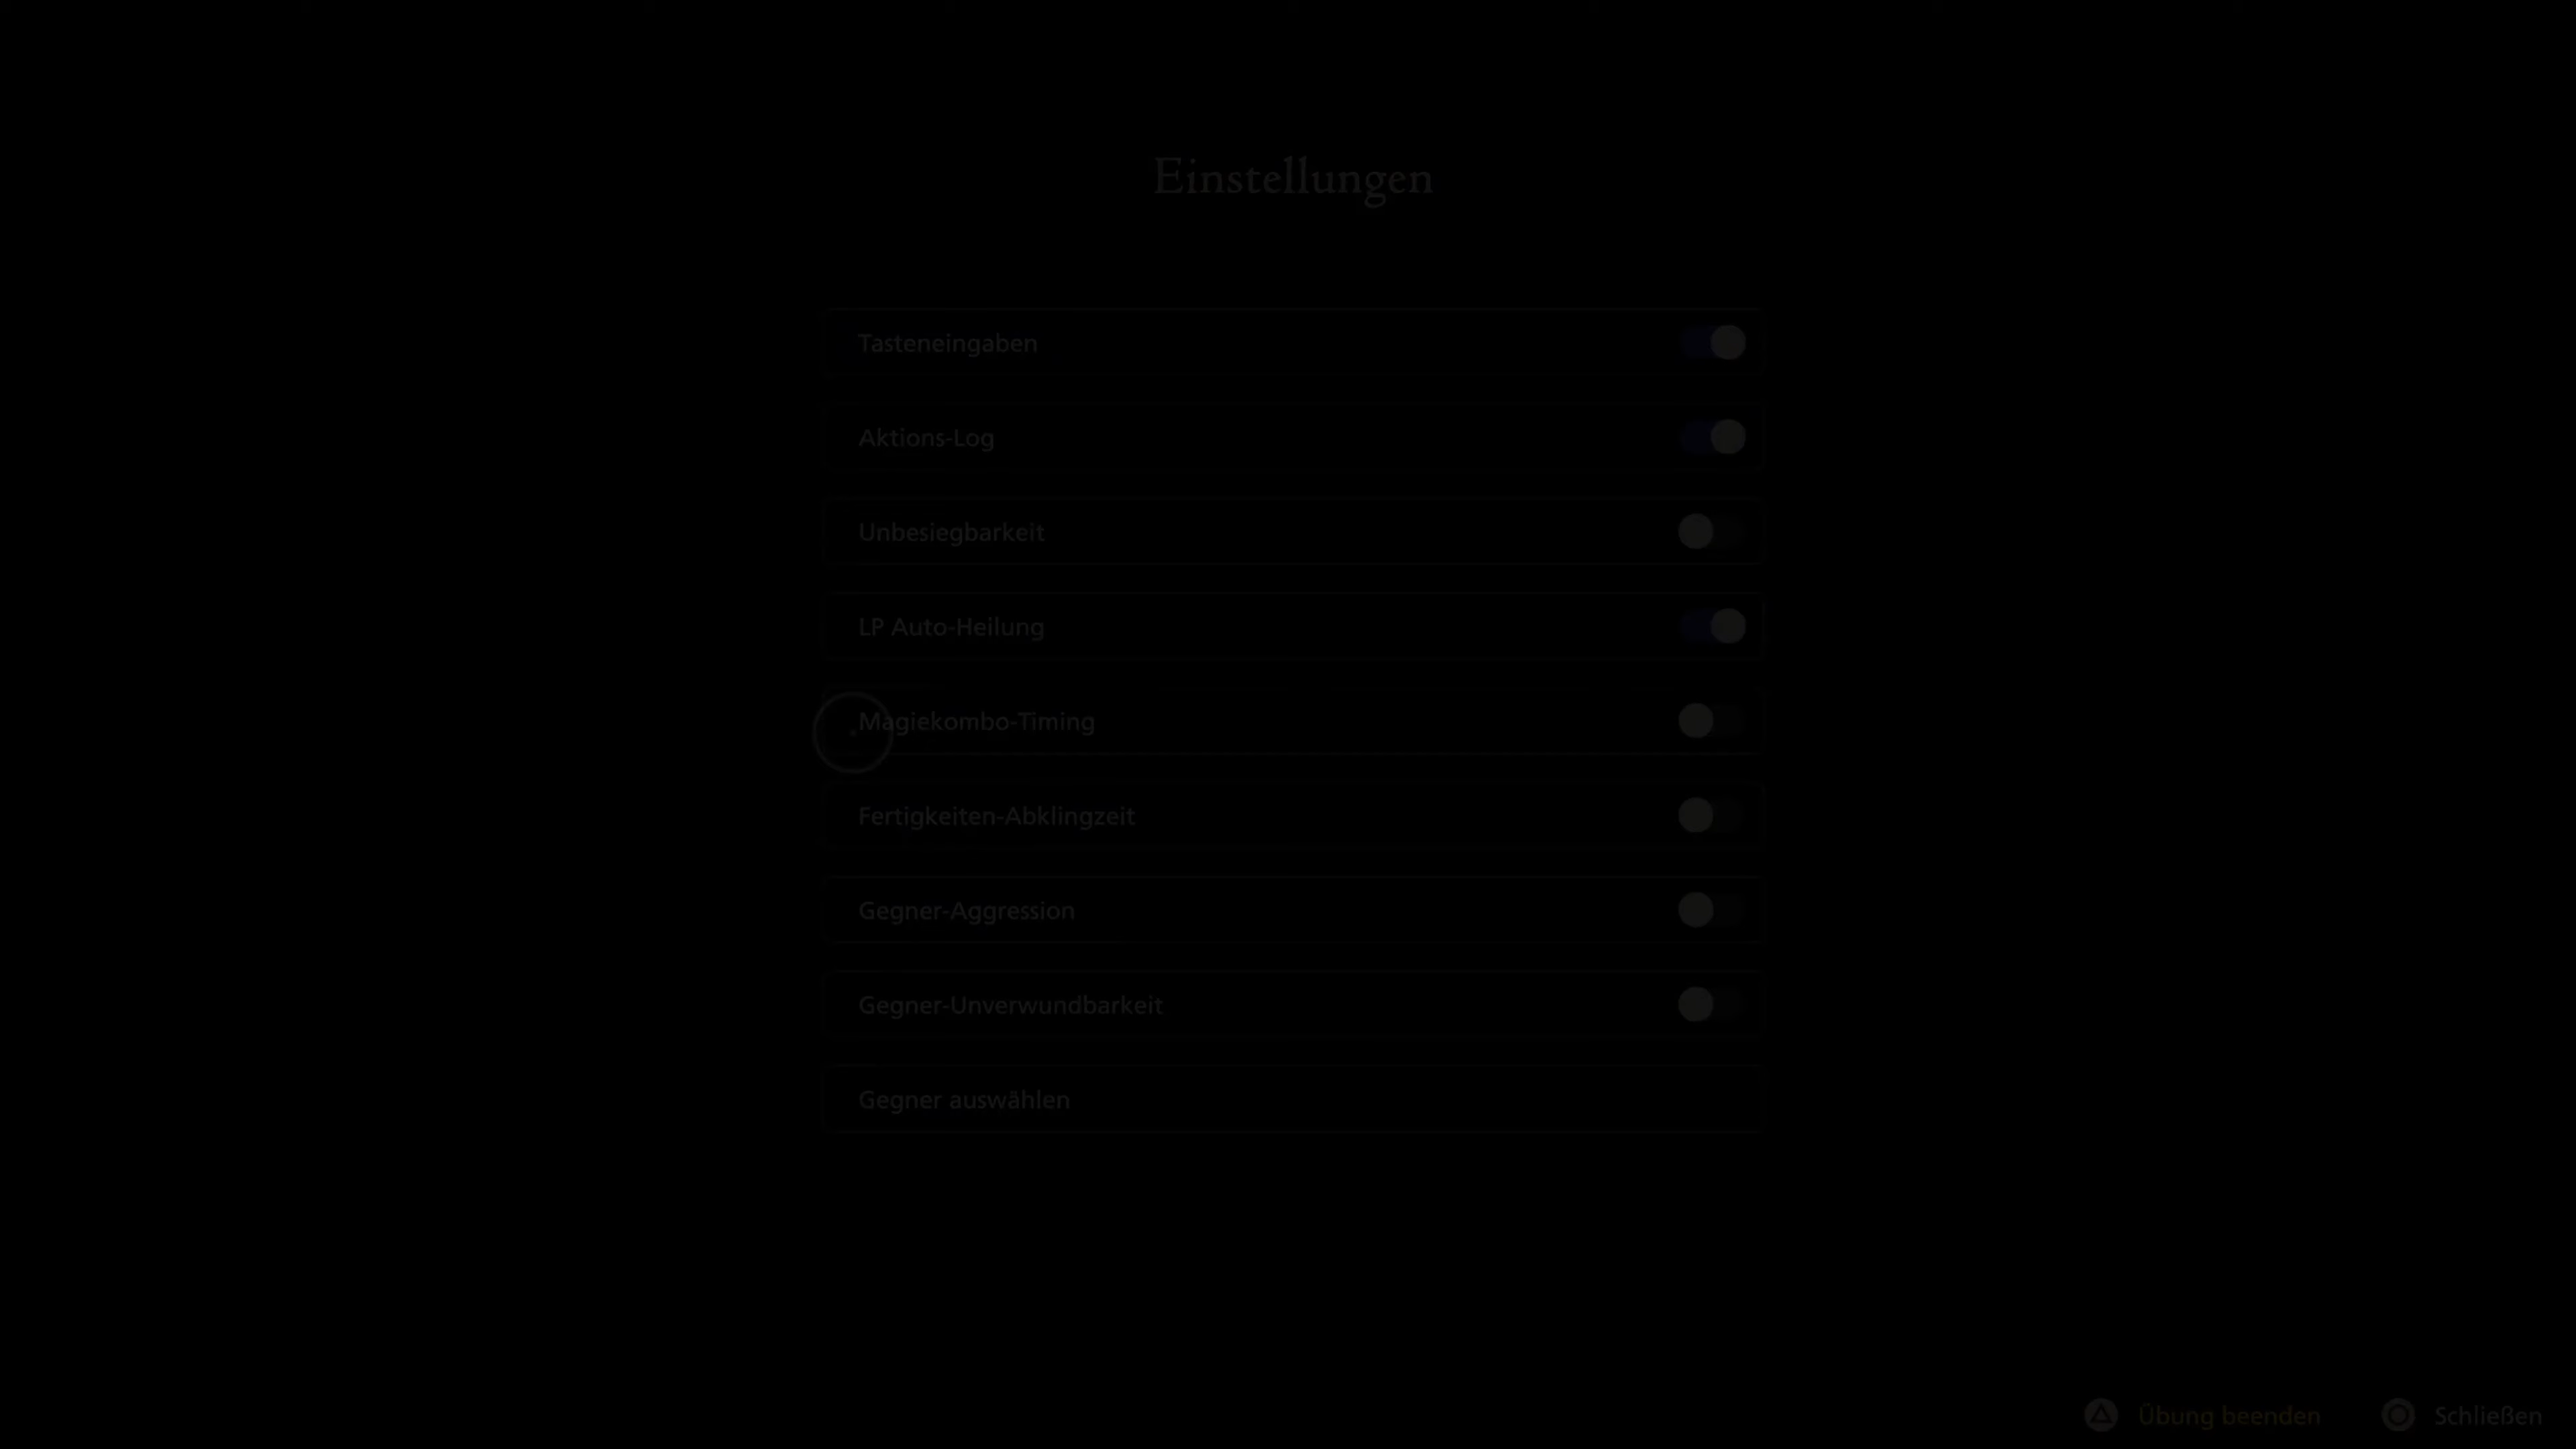 Einstellungen
Tasteneingaben
Aktions-Log
Unbesiegbarkeit
LP Auto-Heilung
Magiekombo-Timing
Fertigkeiten-Abklingzeit
Gegner-Aggression
Gegner-Unverwundbarkeit
Gegner auswählen
Übung beenden Schließen